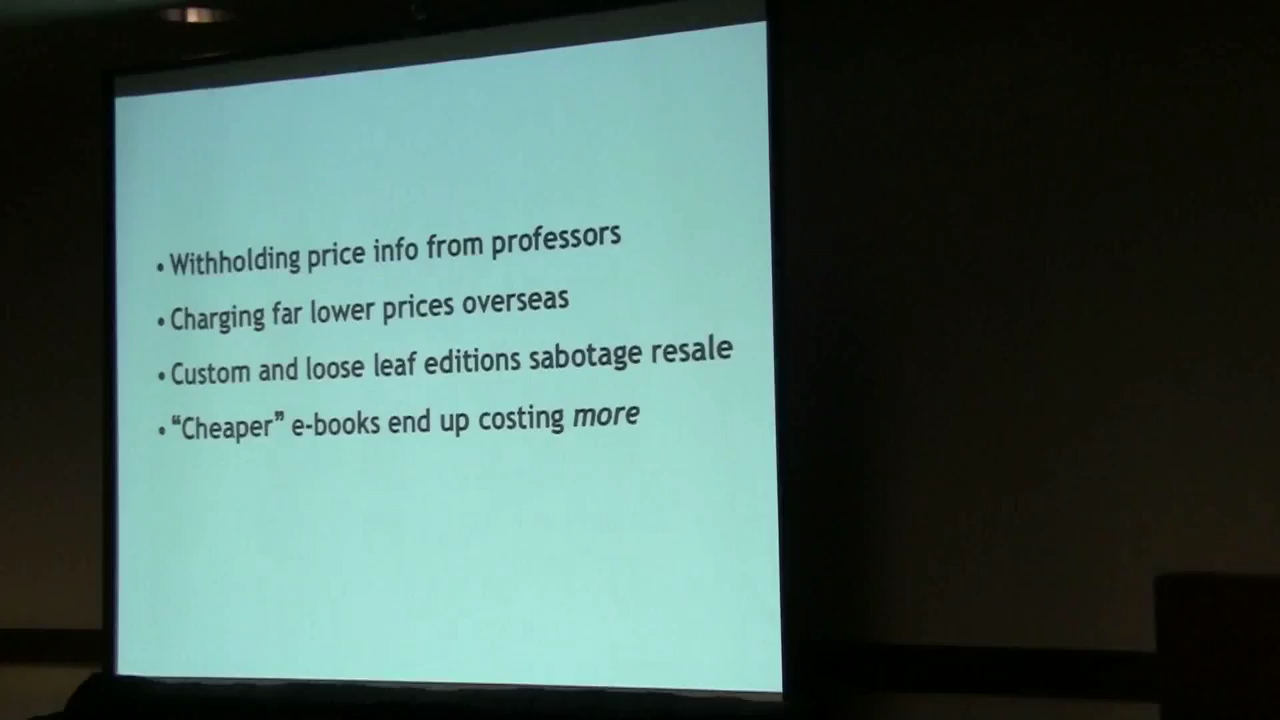 • Withholding price info from professors
• Charging far lower prices overseas
• Custom and loose leaf editions sabotage resale
• “Cheaper” e-books end up costing more